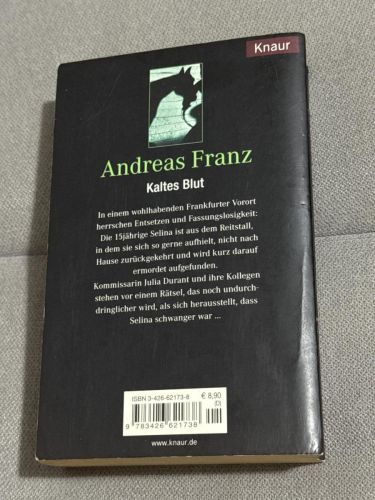 Knaur
Andreas Franz
Kaltes Blut
In einem wohlhabenden Frankfurter Vorort
herrschen Entsetzen und Fassungslosigkeit:
Die 15jährige Selina ist aus dem Reitstall,
in dem sie sich so gerne aufhielt, nicht nach
Hause zurückgekehrt und wird kurz darauf
ermordet aufgefunden.
Kommissarin Julia Durant und ihre Kollegen
stehen vor einem Rätsel, das noch undurch-
dringlicher wird, als sich herausstellt, dass
Selina schwanger war ...
ISBN 3-426-62173-8
€ 8,90
(D)
9 783426 621738
001
www.knaur.de